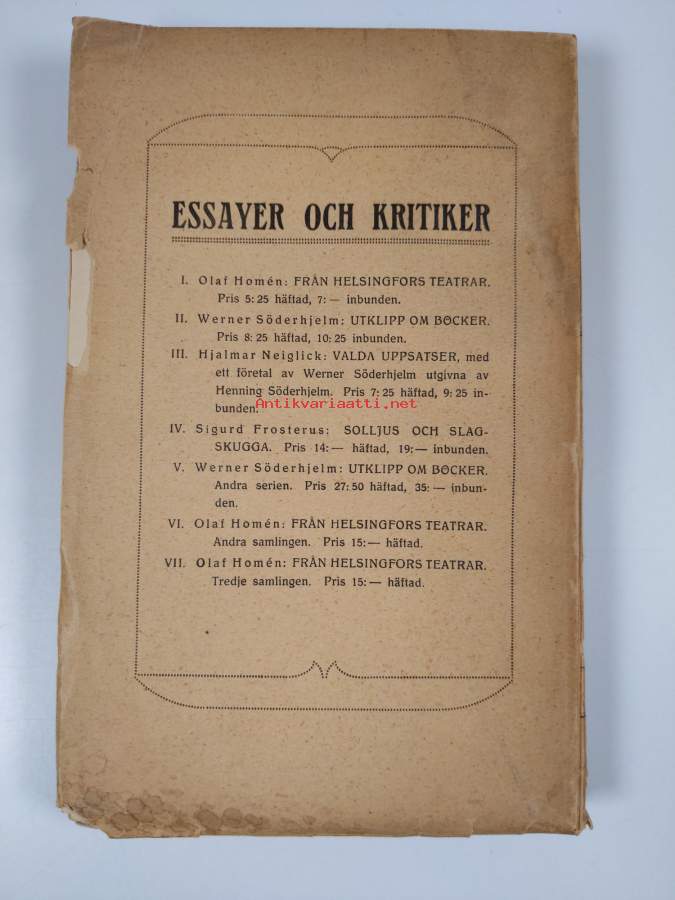 ESSAYER OCH KRITIKER
I. Olaf Homén: FRÅN HELSINGFORS TEATRAR.
Pris 5: 25 häftad, 7: — inbunden.
II. Werner Söderhjelm: UTKLIPP OM BÖCKER.
Pris 8: 25 häftad, 10: 25 inbunden.
III. Hjalmar Neiglick: VALDA UPPSATSER, med
ett företal av Werner Söderhjelm utgivna av
Henning Söderhjelm. Pris 7: 25 häftad, 9: 25 in-
bunden.
Antikvariaatti.net
IV. Sigurd Frosterus: SOLLJUS OCH SLAG-
SKUGGA. Pris 14: — häftad, 19: — inbunden.
V. Werner Söderhjelm: UTKLIPP OM BÖCKER.
Andra serien. Pris 27: 50 häftad, 35: — inbun-
den.
VI. Olaf Homén: FRÅN HELSINGFORS TEATRAR.
Andra samlingen. Pris 15: — häftad.
VII. Olaf Homén: FRÅN HELSINGFORS TEATRAR.
Tredje samlingen. Pris 15: — häftad.